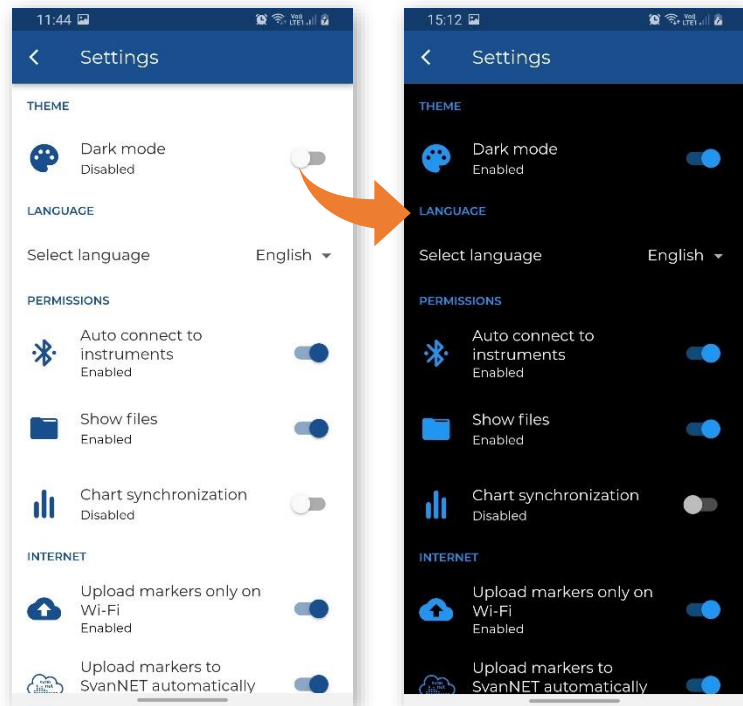 11:44
Settings
THEME
Dark mode
Disabled
LANGUAGE
Select language English
PERMISSIONS
Auto connect to
instruments
Enabled
Show files
Enabled
Chart synchronization
Disabled
INTERNET
Upload markers only on
Wi-Fi
Enabled
Upload markers to
SvanNET automatically
15:12
Settings
THEME
Dark mode
Enabled
LANGUAGE
Select language English
PERMISSIONS
Auto connect to
instruments
Enabled
Show files
Enabled
Chart synchronization
Disabled
INTERNET
Upload markers only on
Wi-Fi
Enabled
Upload markers to
SvanNET automatically